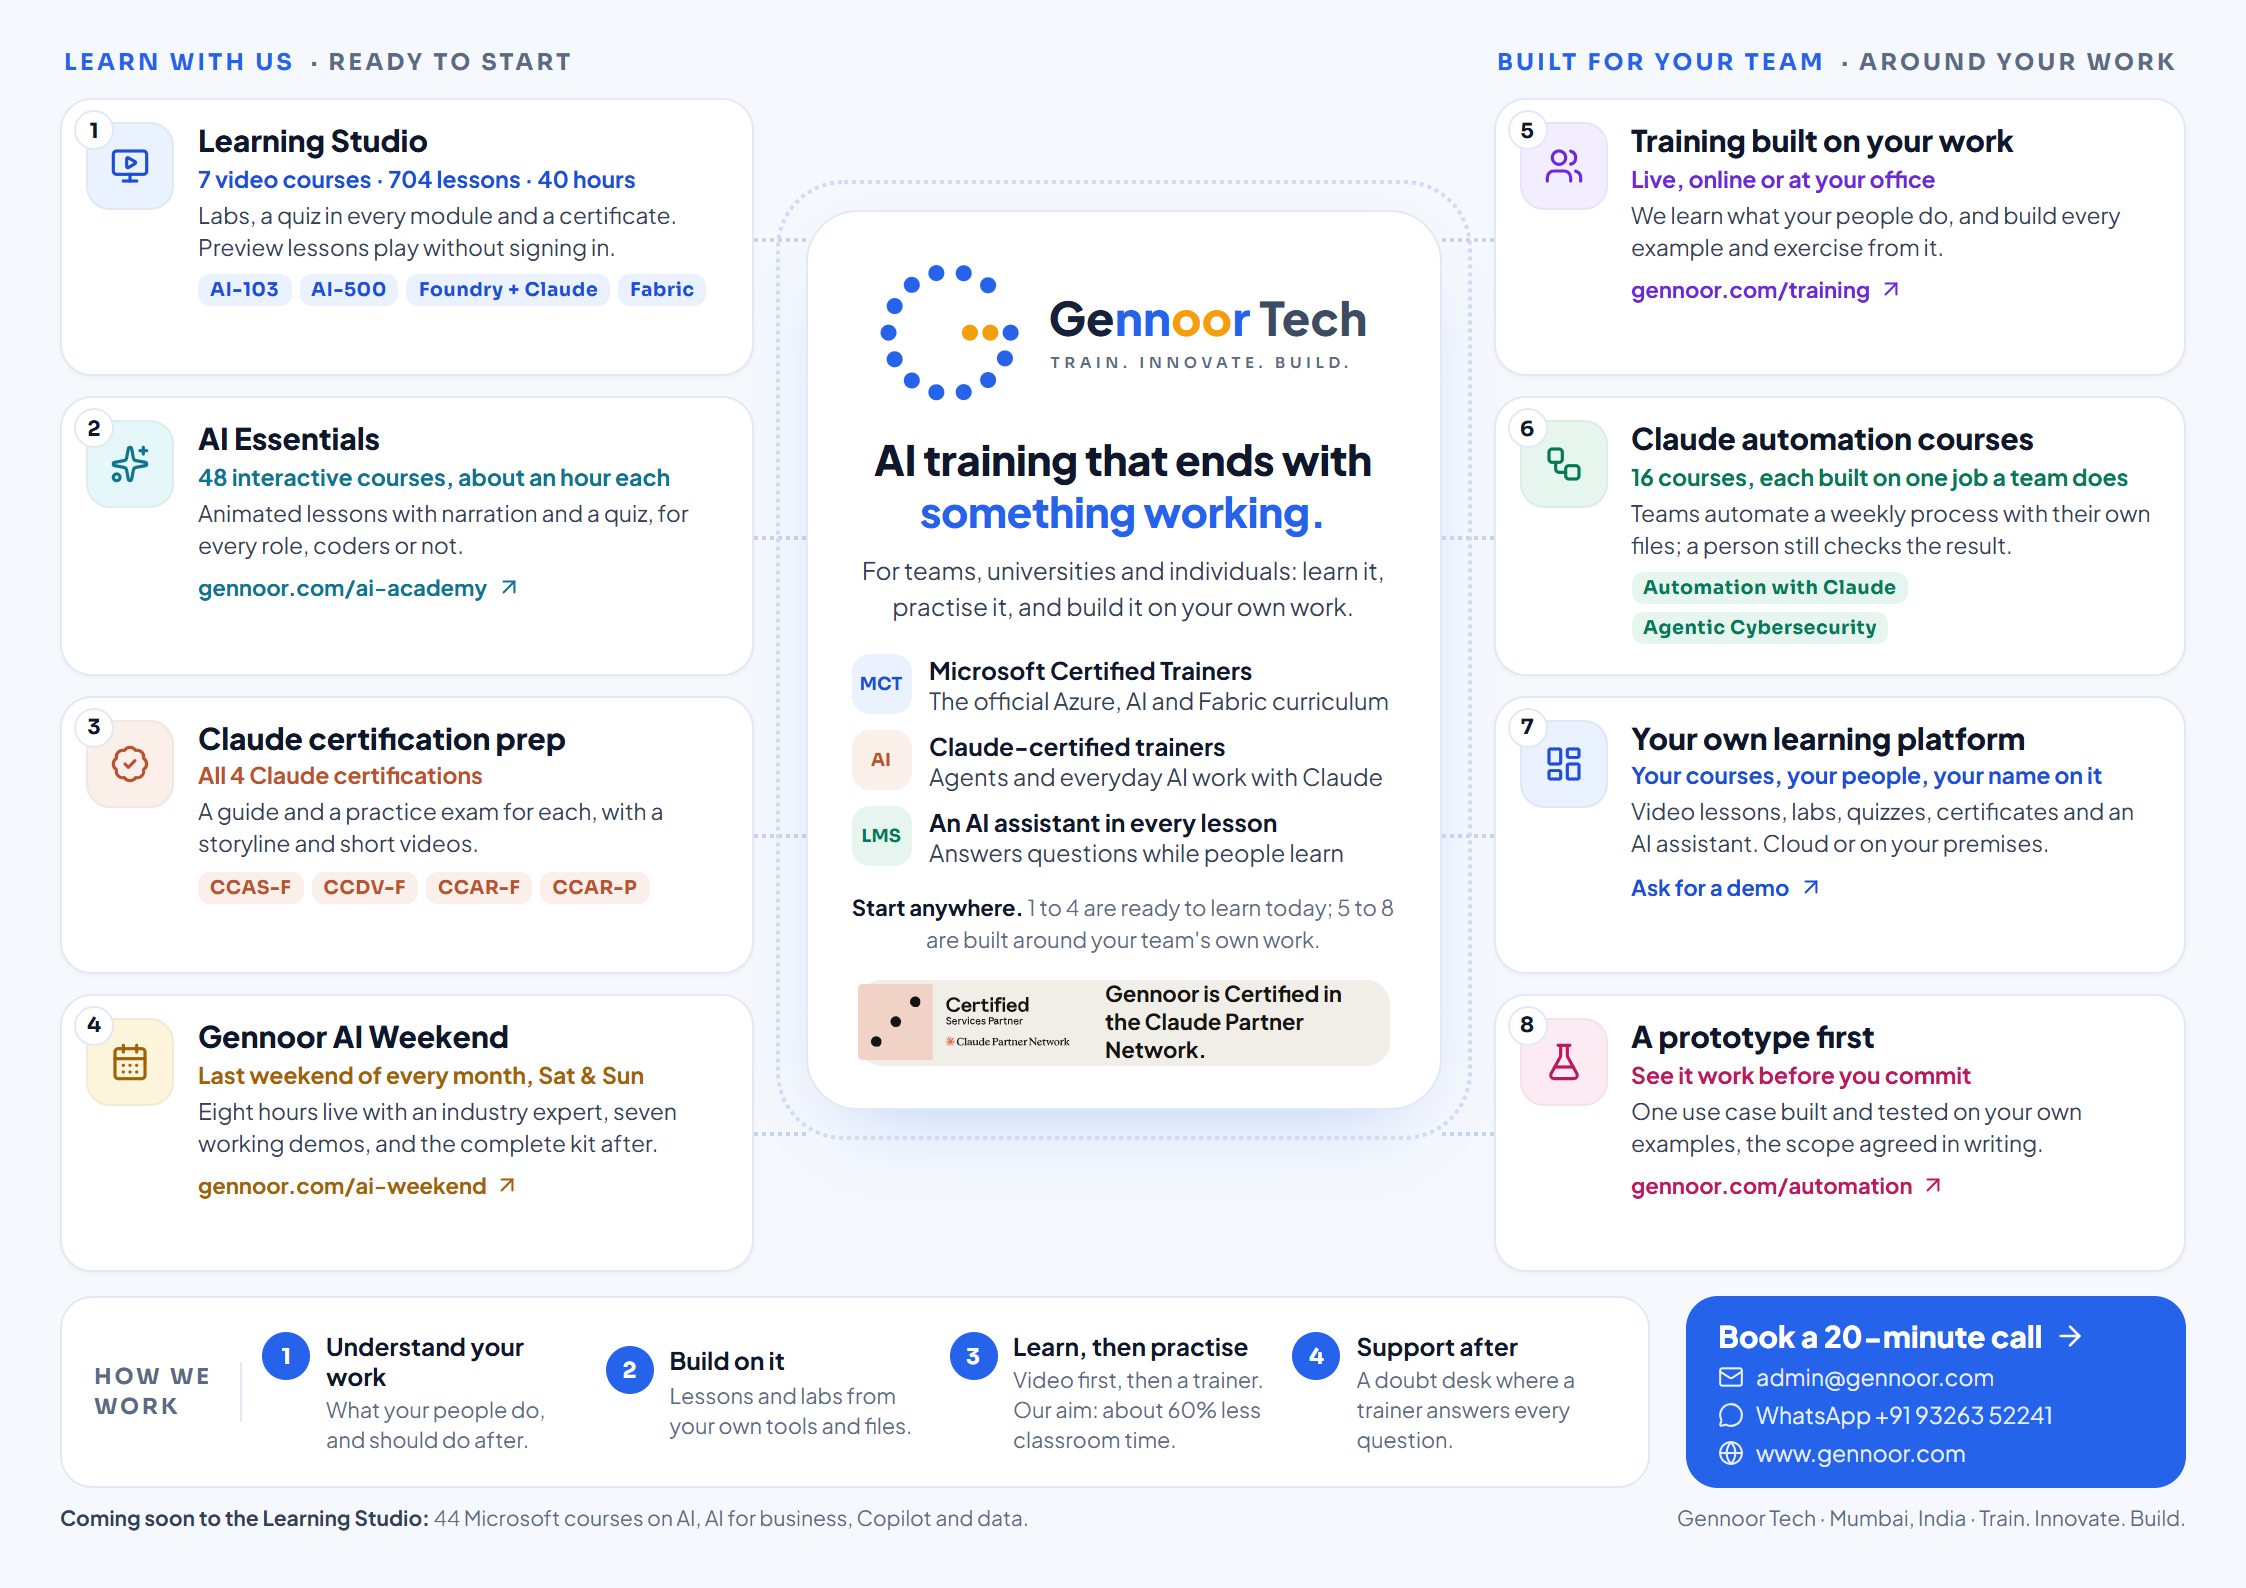 LEARN WITH US · READY TO START
1
Learning Studio
7 video courses · 704 lessons · 40 hours
Labs, a quiz in every module and a certificate.
Preview lessons play without signing in.
AI-103 AI-500 Foundry + Claude Fabric
2
AI Essentials
48 interactive courses, about an hour each
Animated lessons with narration and a quiz, for
every role, coders or not.
gennoor.com/ai-academy
3
Claude certification prep
All 4 Claude certifications
A guide and a practice exam for each, with a
storyline and short videos.
CCAS-F CCDV-F CCAR-F CCAR-P
4
Gennoor AI Weekend
Last weekend of every month, Sat & Sun
Eight hours live with an industry expert, seven
working demos, and the complete kit after.
gennoor.com/ai-weekend
Gennoor Tech
TRAIN. INNOVATE. BUILD.
AI training that ends with
something working.
For teams, universities and individuals: learn it,
practise it, and build it on your own work.
MCT
Microsoft Certified Trainers
The official Azure, AI and Fabric curriculum
AI
Claude-certified trainers
Agents and everyday AI work with Claude
LMS
An AI assistant in every lesson
Answers questions while people learn
Start anywhere. 1 to 4 are ready to learn today; 5 to 8
are built around your team's own work.
Certified
Services Partner
Claude Partner Network
Gennoor is Certified in
the Claude Partner
Network.
BUILT FOR YOUR TEAM · AROUND YOUR WORK
5
Training built on your work
Live, online or at your office
We learn what your people do, and build every
example and exercise from it.
gennoor.com/training
6
Claude automation courses
16 courses, each built on one job a team does
Teams automate a weekly process with their own
files; a person still checks the result.
Automation with Claude
Agentic Cybersecurity
7
Your own learning platform
Your courses, your people, your name on it
Video lessons, labs, quizzes, certificates and an
AI assistant. Cloud or on your premises.
Ask for a demo
8
A prototype first
See it work before you commit
One use case built and tested on your own
examples, the scope agreed in writing.
gennoor.com/automation
HOW WE
WORK
1
Understand your
work
What your people do,
and should do after.
2
Build on it
Lessons and labs from
your own tools and files.
3
Learn, then practise
Video first, then a trainer.
Our aim: about 60% less
classroom time.
4
Support after
A doubt desk where a
trainer answers every
question.
Book a 20-minute call
admin@gennoor.com
WhatsApp +91 93263 52241
www.gennoor.com
Coming soon to the Learning Studio: 44 Microsoft courses on AI, AI for business, Copilot and data.
Gennoor Tech · Mumbai, India · Train. Innovate. Build.